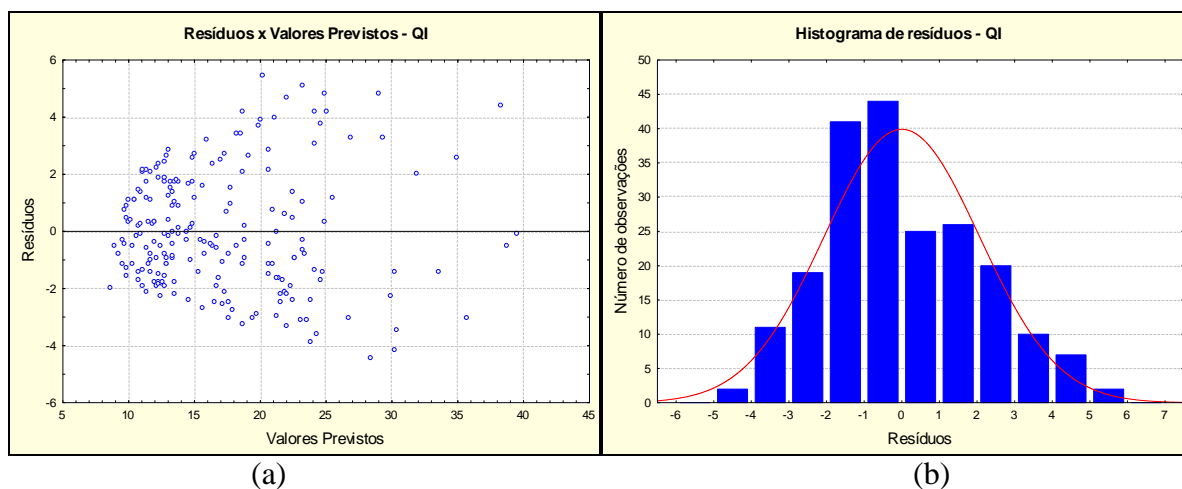 Resíduos x Valores Previstos - QI
6
4
2
0
-2
-4
-6
Resíduos
5 10 15 20 25 30 35 40 45
Valores Previstos
(a)
Histograma de resíduos - QI
50
45
40
35
30
25
20
15
10
5
0
Número de observações
-6 -5 -4 -3 -2 -1 0 1 2 3 4 5 6 7
Resíduos
(b)